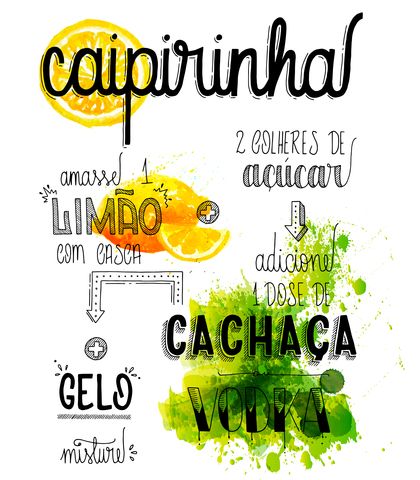 caipirinha
amasse 1
LIMÃO
COM CASCA
2 COLHERES DE
açúcar
adicione
1 DOSE DE
CACHAÇA
VODKA
GELO
misture